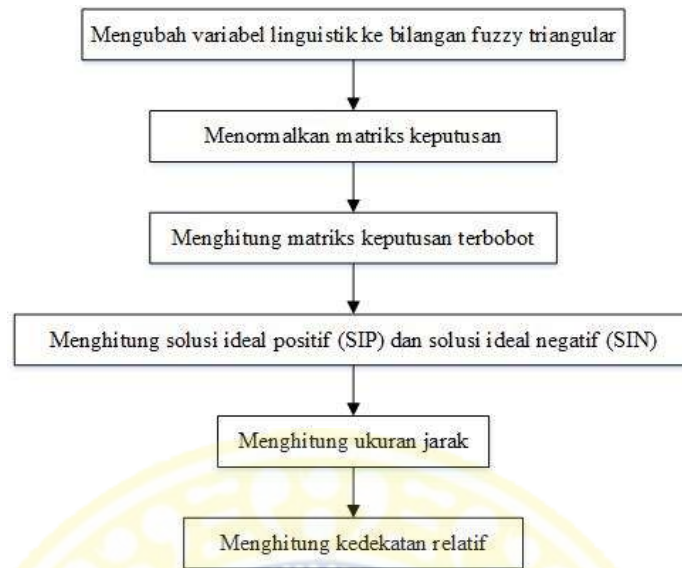 Mengubah variabel linguistik ke bilangan fuzzy triangular
Menormalkan matriks keputusan
Menghitung matriks keputusan terbobot
Menghitung solusi ideal positif (SIP) dan solusi ideal negatif (SIN)
Menghitung ukuran jarak
Menghitung kedekatan relatif